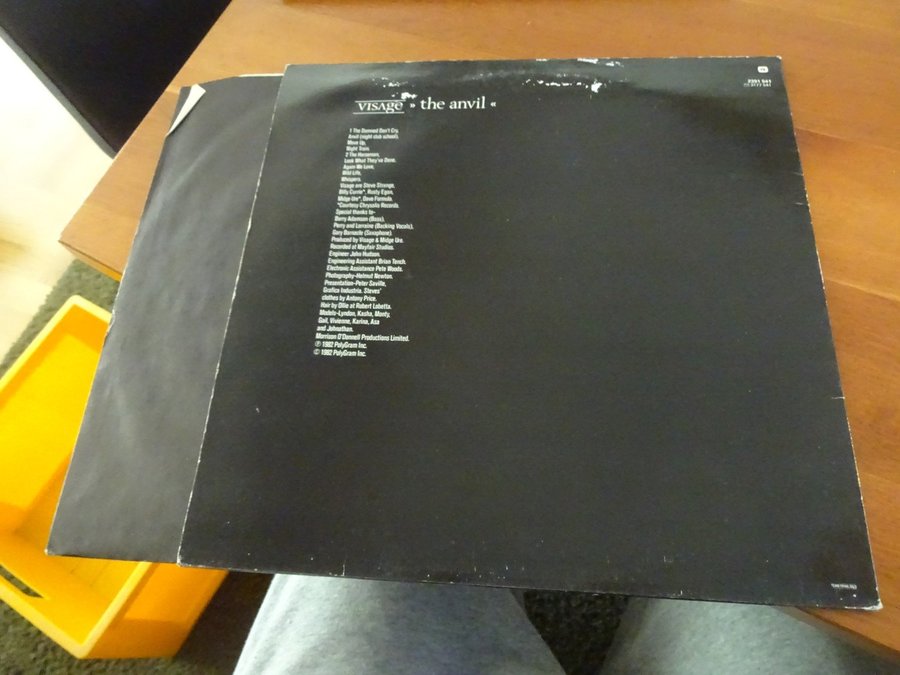 2391 541
3177 541
VISAGE » the anvil «
1 The Damned Don't Cry,
Anvil (night club school),
Move Up,
Night Train.
2 The Horseman,
Look What They've Done,
Again We Love,
Wild Life,
Whispers.
Visage are Steve Strange,
Billy Currie*, Rusty Egan,
Midge Ure*, Dave Formula.
*Courtesy Chrysalis Records.
Special thanks to-
Barry Adamson (Bass).
Perry and Lorraine (Backing Vocals).
Gary Barnacle (Saxophone).
Produced by Visage & Midge Ure.
Recorded at Mayfair Studios.
Engineer John Hudson.
Engineering Assistant Brian Tench.
Electronic Assistance Pete Woods.
Photography-Helmut Newton.
Presentation-Peter Saville,
Grafica Industria. Steves'
clothes by Antony Price.
Hair by Ollie at Robert Lobetta.
Models-Lyndon, Kasha, Monty,
Gail, Vivienne, Karina, Asa
and Johnathan.
Morrison O'Donnell Productions Limited.
℗ 1982 PolyGram Inc.
© 1982 PolyGram Inc.